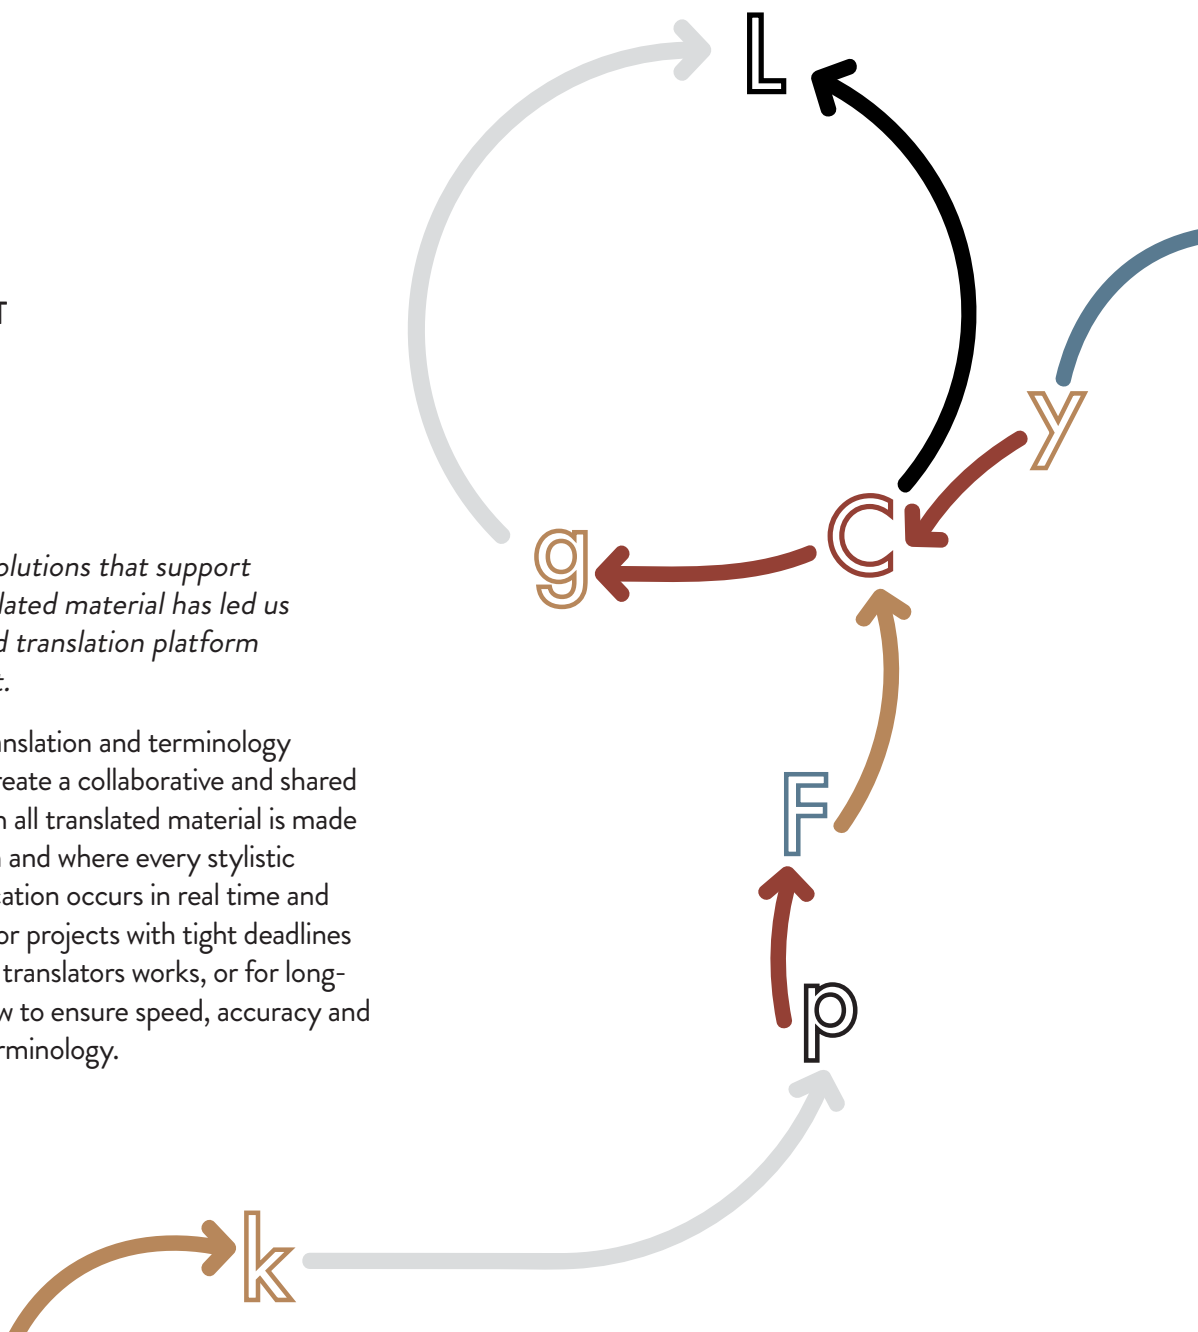 T
olutions that support
lated material has led us
d translation platform
t.
anslation and terminology
reate a collaborative and shared
h all translated material is made
and where every stylistic
cation occurs in real time and
or projects with tight deadlines
translators works, or for long-
w to ensure speed, accuracy and
rminology.
L
y
C
g
F
p
k